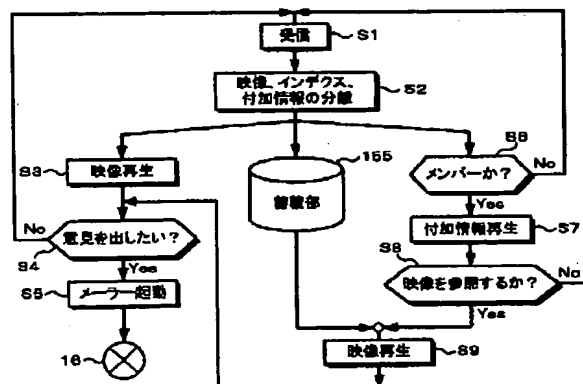 受信
S1
映像、インデクス、
付加情報の分離
S2
S3
映像再生
155
蓄積部
S6
メンバーか?
No
Yes
付加情報再生
S7
No
意見を出したい?
S4
Yes
S5
メーラー起動
16
S8
映像を参照するか?
No
Yes
映像再生
S9